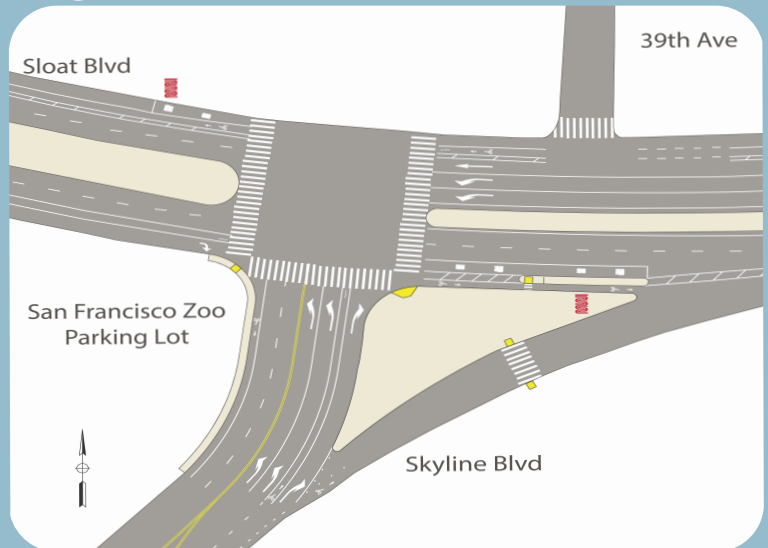 39th Ave
Sloat Blvd
San Francisco Zoo
Parking Lot
Skyline Blvd